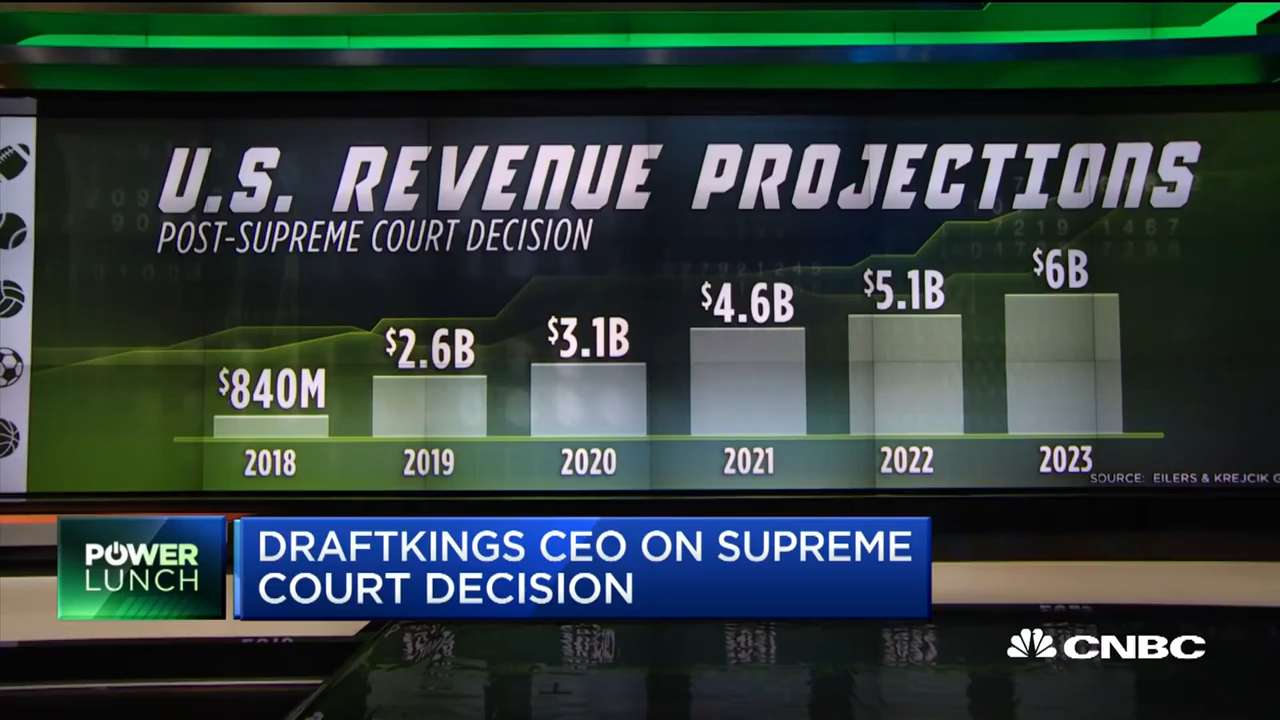 U.S. REVENUE PROJECTIONS
POST-SUPREME COURT DECISION
$840M
$2.6B
$3.1B
$4.6B
$5.1B
$6B
2018
2019
2020
2021
2022
2023
SOURCE: EILERS & KREJCIK
POWER
LUNCH
DRAFTKINGS CEO ON SUPREME
COURT DECISION
CNBC